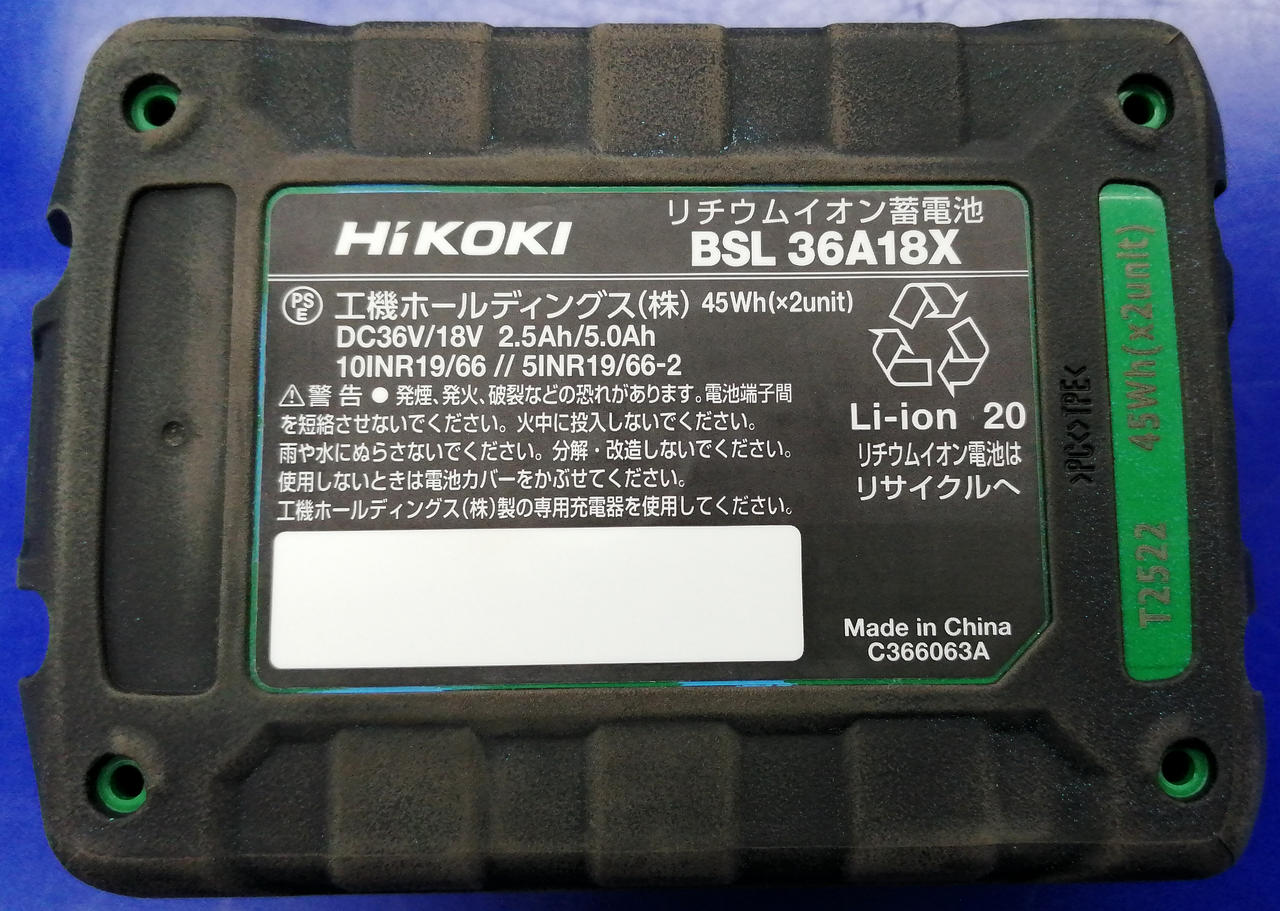 HiKOKI
リチウムイオン蓄電池
BSL 36A18X
PS
E
工機ホールディングス(株) 45Wh(×2unit)
DC36V/18V 2.5Ah/5.0Ah
10INR19/66 // 5INR19/66-2
⚠警告 ● 発煙、発火、破裂などの恐れがあります。電池端子間
を短絡させないでください。火中に投入しないでください。
雨や水にぬらさないでください。分解・改造しないでください。
使用しないときは電池カバーをかぶせてください。
工機ホールディングス(株)製の専用充電器を使用してください。
Li-ion 20
リチウムイオン電池は
リサイクルへ
Made in China
C366063A
>PC<>TPE<
T2522 45Wh(x2unit)